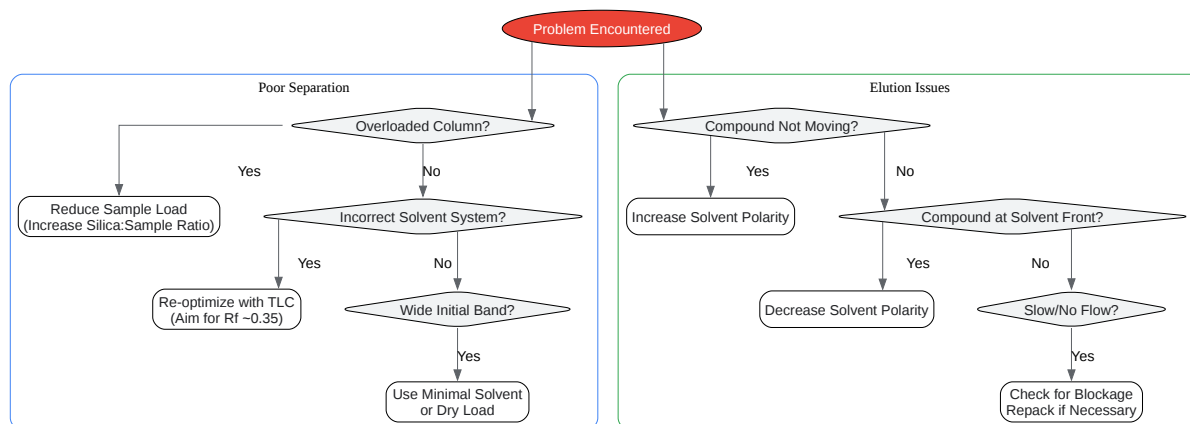 Problem Encountered
Poor Separation
Elution Issues
Overloaded Column?
Compound Not Moving?
Yes
No
Yes
No
Reduce Sample Load
(Increase Silica:Sample Ratio)
Incorrect Solvent System?
Increase Solvent Polarity
Compound at Solvent Front?
Yes
No
Yes
No
Re-optimize with TLC
(Aim for Rf ~0.35)
Wide Initial Band?
Decrease Solvent Polarity
Slow/No Flow?
Yes
Yes
Use Minimal Solvent
or Dry Load
Check for Blockage
Repack if Necessary